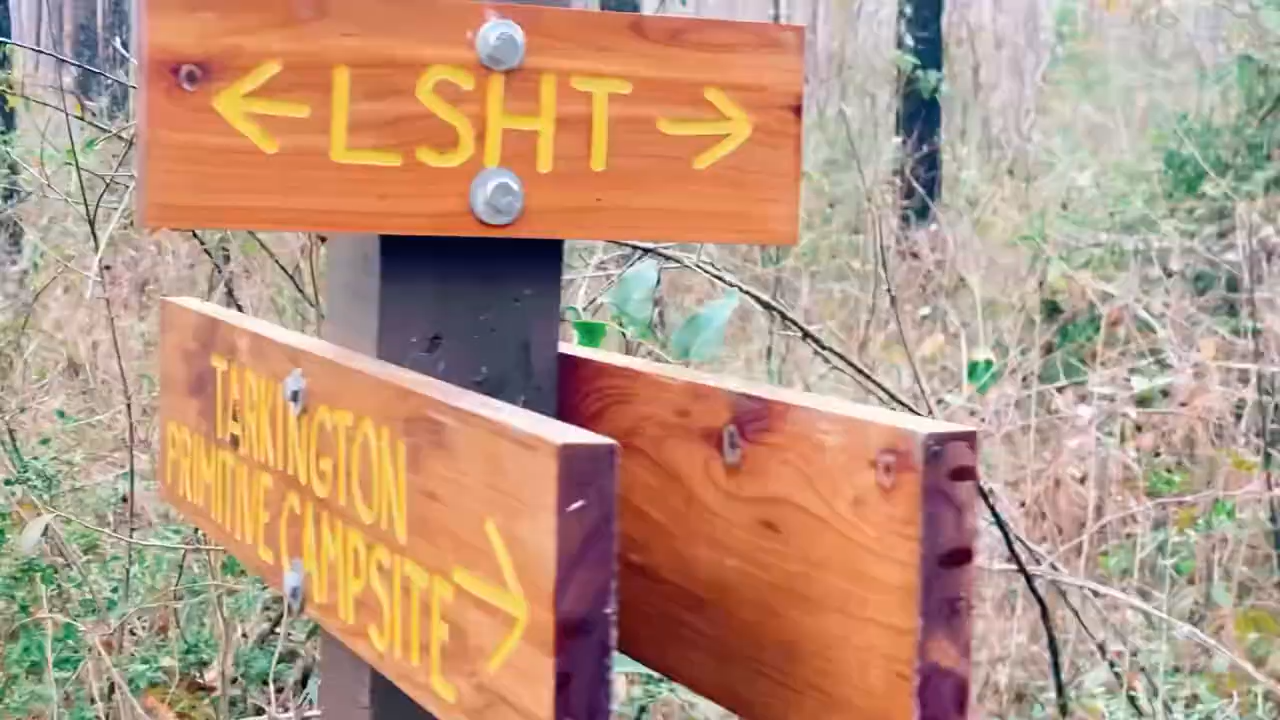 ← LSHT →
TARKINGTON
PRIMITIVE CAMPSITE →